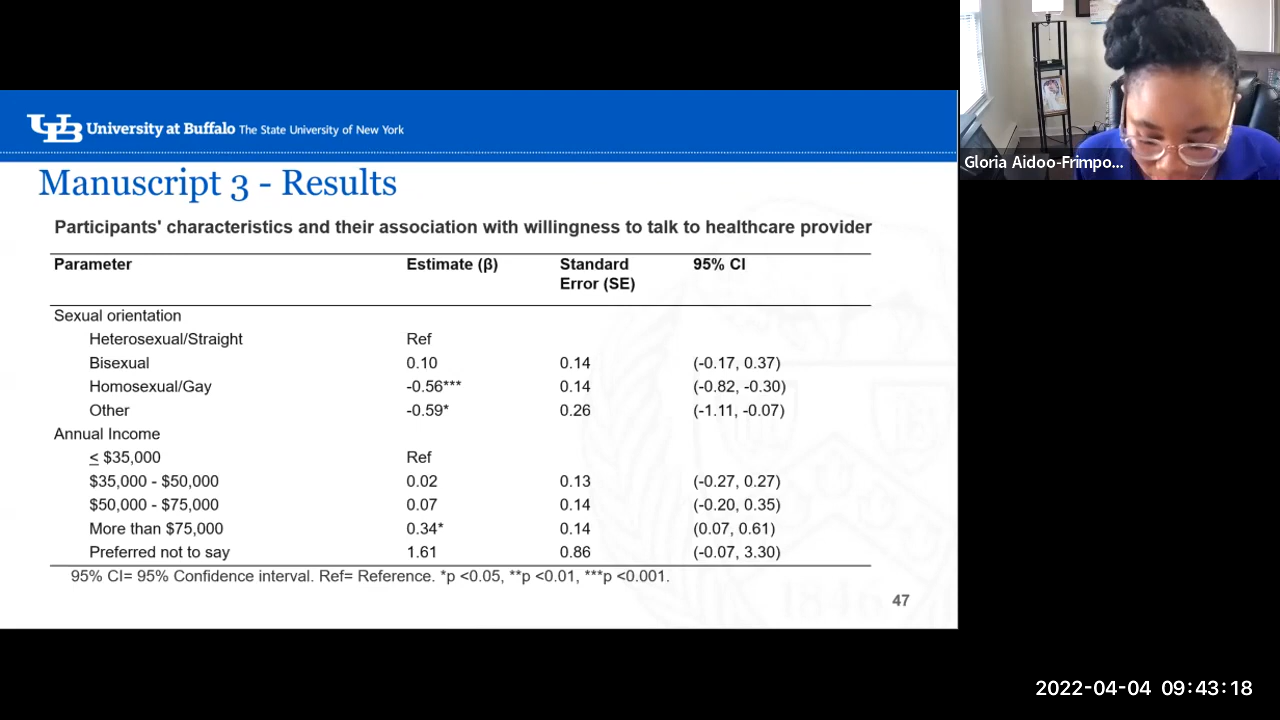 UB University at Buffalo The State University of New York
Manuscript 3 - Results
Participants' characteristics and their association with willingness to talk to healthcare provider
Parameter Estimate (β) Standard Error (SE) 95% CI
Sexual orientation
Heterosexual/Straight Ref
Bisexual 0.10 0.14 (-0.17, 0.37)
Homosexual/Gay -0.56*** 0.14 (-0.82, -0.30)
Other -0.59* 0.26 (-1.11, -0.07)
Annual Income
≤ $35,000 Ref
$35,000 - $50,000 0.02 0.13 (-0.27, 0.27)
$50,000 - $75,000 0.07 0.14 (-0.20, 0.35)
More than $75,000 0.34* 0.14 (0.07, 0.61)
Preferred not to say 1.61 0.86 (-0.07, 3.30)
95% CI= 95% Confidence interval. Ref= Reference. *p <0.05, **p <0.01, ***p <0.001.
47
Gloria Aidoo-Frimpo...
2022-04-04 09:43:18